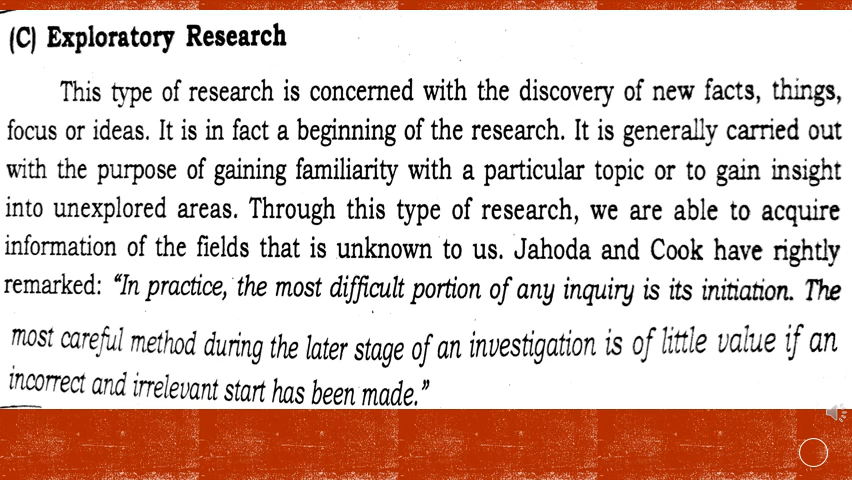 (C) Exploratory Research
This type of research is concerned with the discovery of new facts, things,
focus or ideas. It is in fact a beginning of the research. It is generally carried out
with the purpose of gaining familiarity with a particular topic or to gain insight
into unexplored areas. Through this type of research, we are able to acquire
information of the fields that is unknown to us. Jahoda and Cook have rightly
remarked: “In practice, the most difficult portion of any inquiry is its initiation. The
most careful method during the later stage of an investigation is of little value if an
incorrect and irrelevant start has been made.”